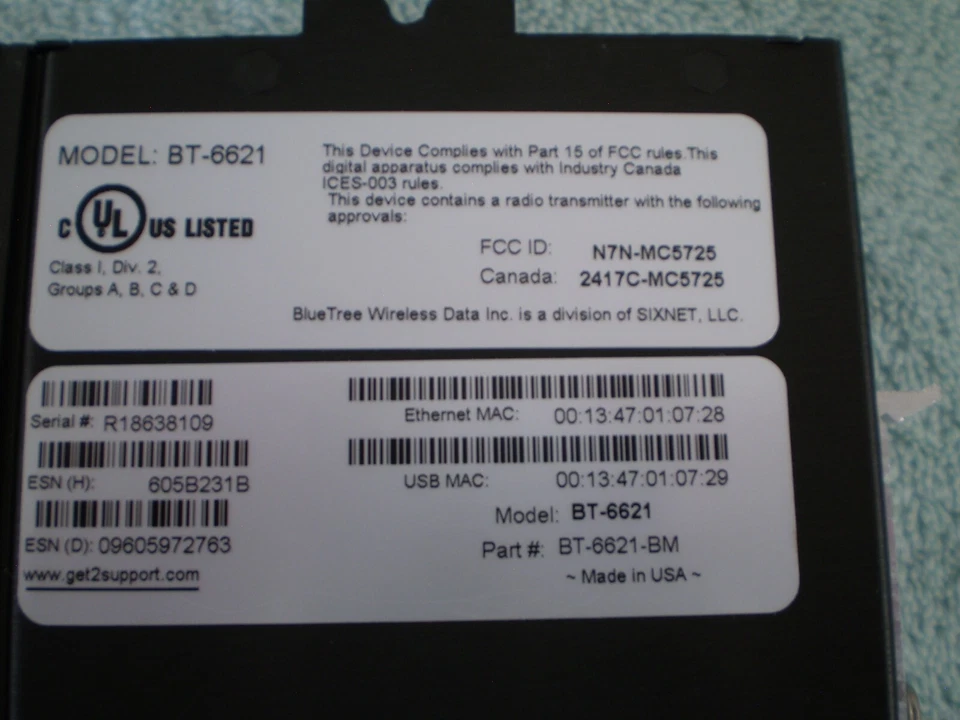 MODEL: BT-6621
C UL US LISTED
Class I, Div. 2,
Groups A, B, C & D
This Device Complies with Part 15 of FCC rules.This
digital apparatus complies with Industry Canada
ICES-003 rules.
This device contains a radio transmitter with the following
approvals:
FCC ID: N7N-MC5725
Canada: 2417C-MC5725
BlueTree Wireless Data Inc. is a division of SIXNET, LLC.
Serial #: R18638109
ESN (H): 605B231B
ESN (D): 09605972763
www.get2support.com
Ethernet MAC: 00:13:47:01:07:28
USB MAC: 00:13:47:01:07:29
Model: BT-6621
Part #: BT-6621-BM
~ Made in USA ~